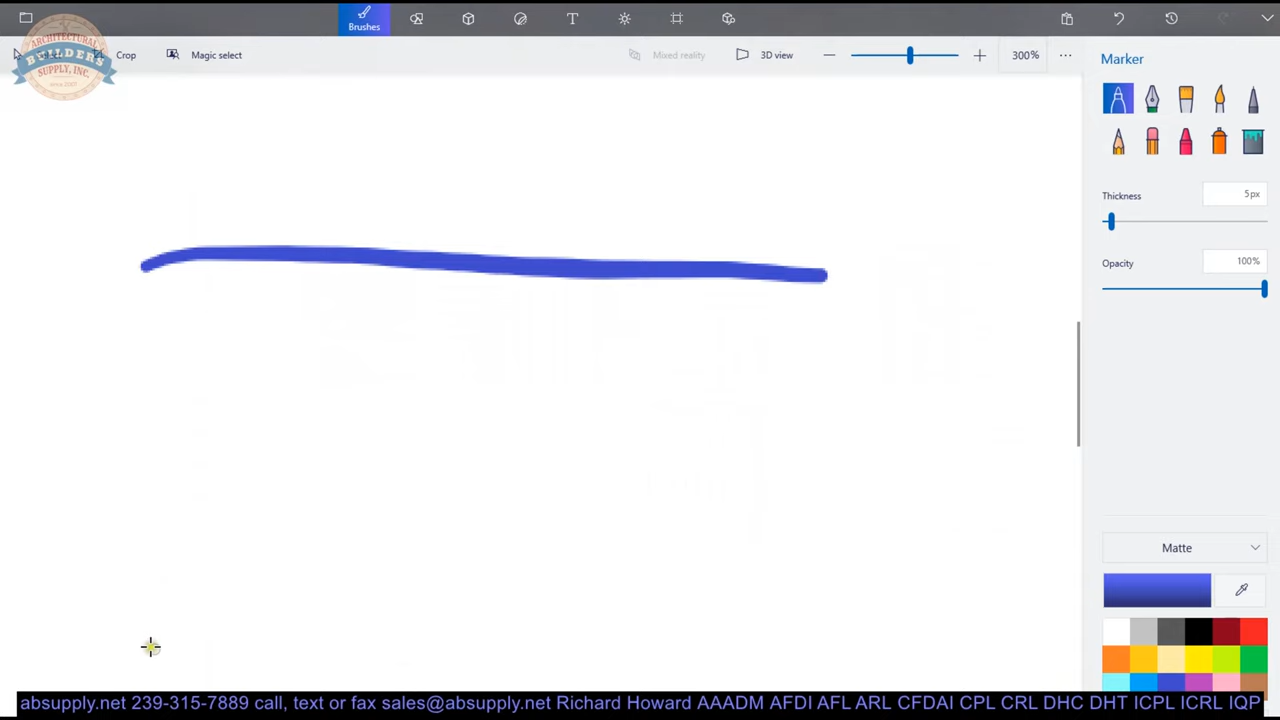 Brushes
Crop
Magic select
Mixed reality
3D view
300%
Marker
Thickness
5px
Opacity
100%
Matte
ARCHITECTURAL
BUILDERS
SUPPLY, INC.
since 2007
absupply.net 239-315-7889 call, text or fax sales@absupply.net Richard Howard AAADM AFDI AFL ARL CFDAI CPL CRL DHC DHT ICPL ICRL IQP